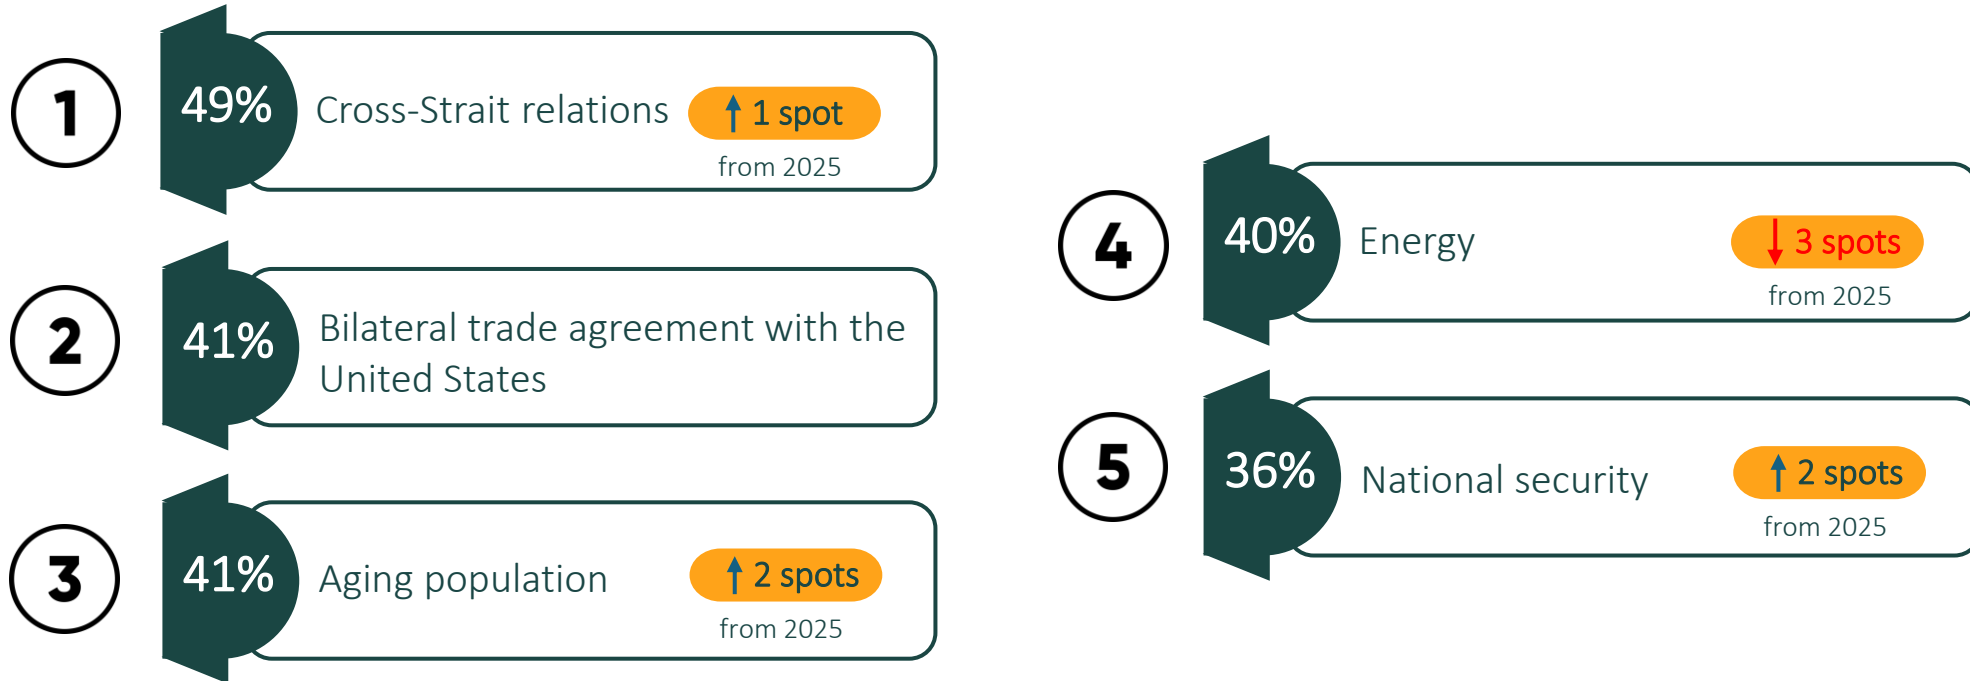 1
49%
Cross-Strait relations
↑ 1 spot
from 2025
2
41%
Bilateral trade agreement with the
United States
3
41%
Aging population
↑ 2 spots
from 2025
4
40%
Energy
↓ 3 spots
from 2025
5
36%
National security
↑ 2 spots
from 2025